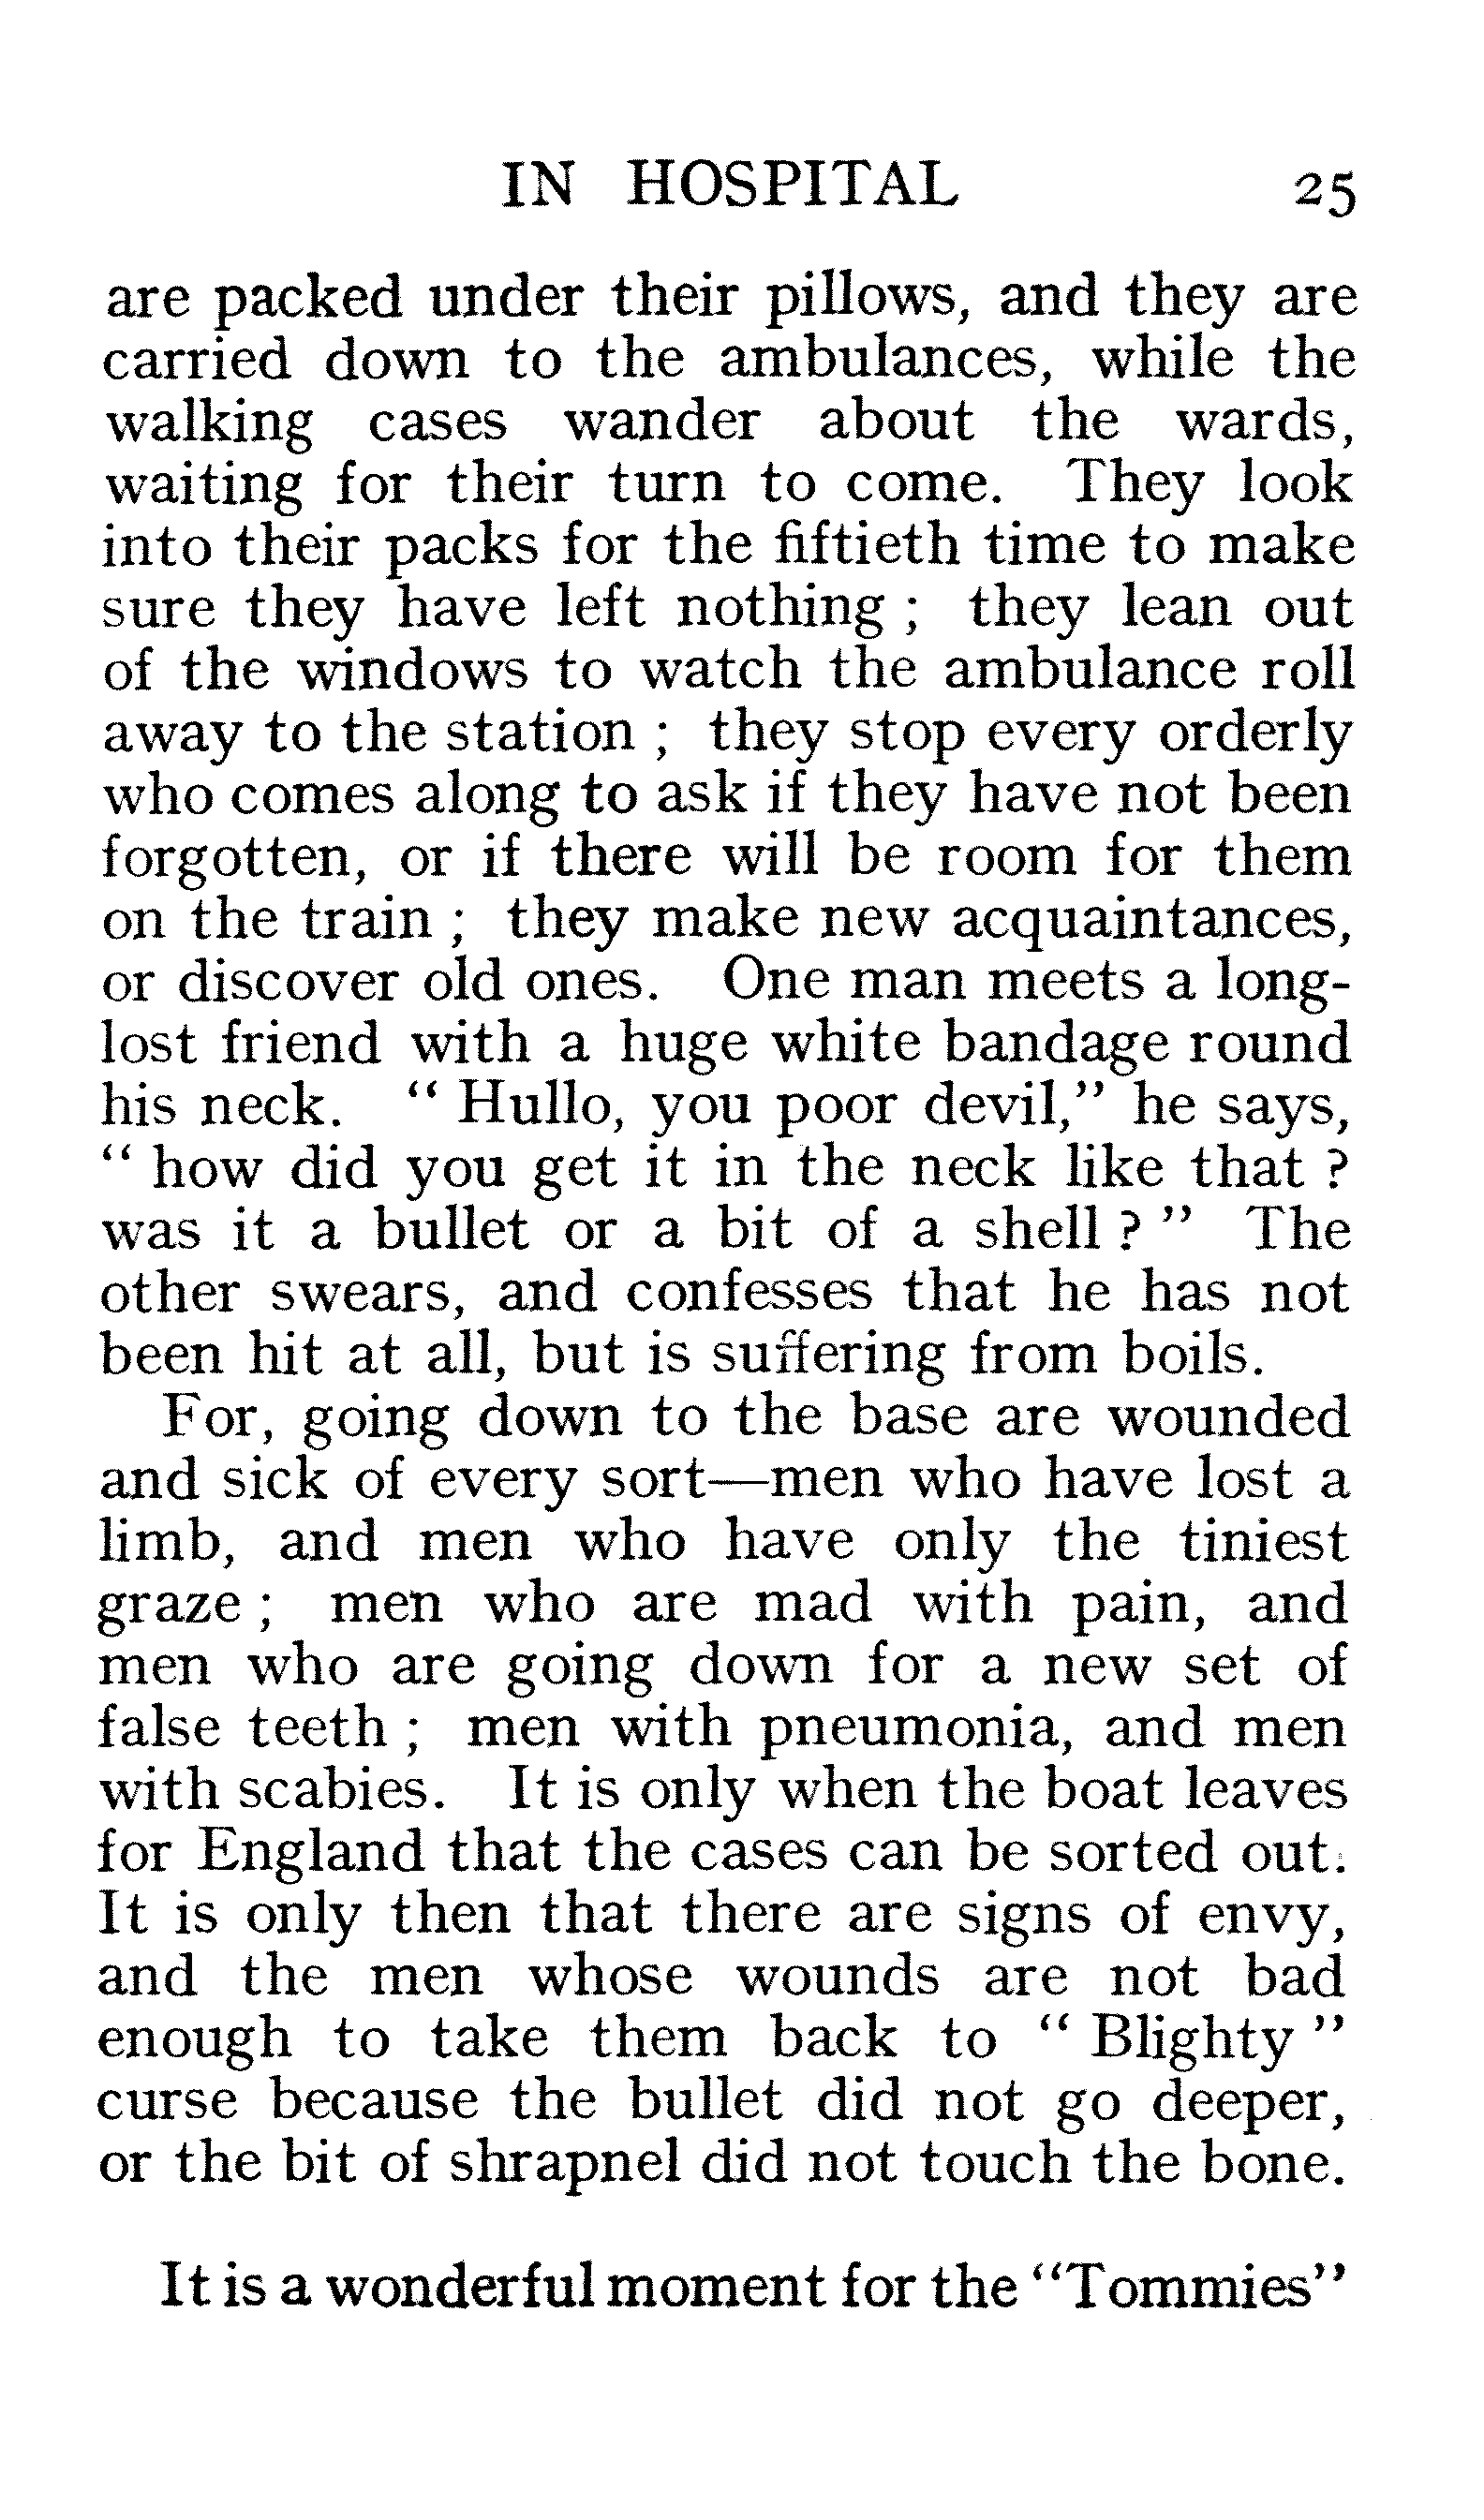 IN HOSPITAL 25
are packed under their pillows, and they are
carried down to the ambulances, while the
walking cases wander about the wards,
waiting for their turn to come. They look
into their packs for the fiftieth time to make
sure they have left nothing ; they lean out
of the windows to watch the ambulance roll
away to the station ; they stop every orderly
who comes along to ask if they have not been
forgotten, or if there will be room for them
on the train ; they make new acquaintances,
or discover old ones. One man meets a long-
lost friend with a huge white bandage round
his neck. “ Hullo, you poor devil,” he says,
“ how did you get it in the neck like that ?
was it a bullet or a bit of a shell ? ” The
other swears, and confesses that he has not
been hit at all, but is suffering from boils.
For, going down to the base are wounded
and sick of every sort—men who have lost a
limb, and men who have only the tiniest
graze ; men who are mad with pain, and
men who are going down for a new set of
false teeth ; men with pneumonia, and men
with scabies. It is only when the boat leaves
for England that the cases can be sorted out.
It is only then that there are signs of envy,
and the men whose wounds are not bad
enough to take them back to “ Blighty ”
curse because the bullet did not go deeper,
or the bit of shrapnel did not touch the bone.
It is a wonderful moment for the “Tommies”